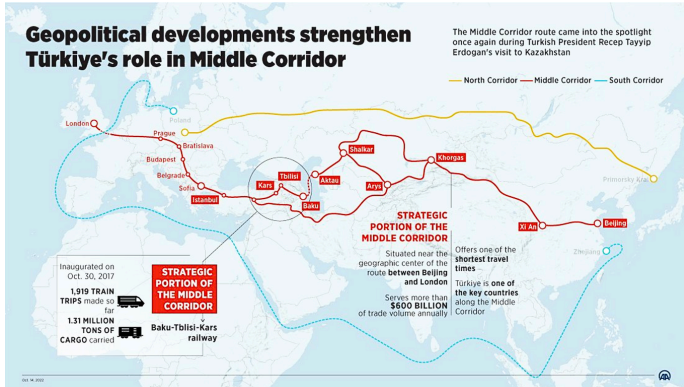 Geopolitical developments strengthen
Türkiye's role in Middle Corridor
The Middle Corridor route came into the spotlight
once again during Turkish President Recep Tayyip
Erdogan's visit to Kazakhstan
North Corridor
Middle Corridor
South Corridor
London
Poland
Prague
Bratislava
Budapest
Belgrade
Sofia
Istanbul
Kars
Tbilisi
Baku
Aktau
Shalkar
Arys
Khorgas
Primorsky Krai
Xi An
Beijing
Zhejiang
STRATEGIC
PORTION OF THE
MIDDLE CORRIDOR
Situated near the
geographic center of the
route between Beijing
and London
Serves more than
$600 BILLION
of trade volume annually
Offers one of the
shortest travel
times
Türkiye is one of
the key countries
along the Middle
Corridor
Inaugurated on
Oct. 30, 2017
1,919 TRAIN
TRIPS made so
far
1.31 MILLION
TONS OF
CARGO carried
STRATEGIC
PORTION OF
THE MIDDLE
CORRIDOR
Baku-Tblisi-Kars
railway
Oct. 14, 2022
AA